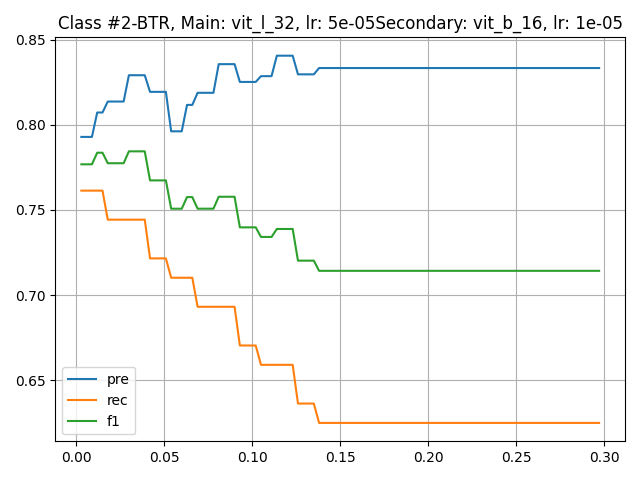 Class #2-BTR, Main: vit_l_32, lr: 5e-05Secondary: vit_b_16, lr: 1e-05
0.85
0.80
0.75
0.70
0.65
pre
rec
f1
0.00 0.05 0.10 0.15 0.20 0.25 0.30